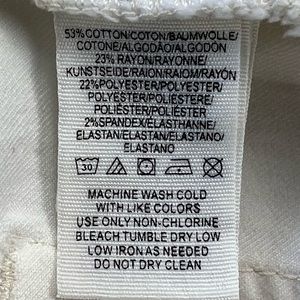 53%COTTON/COTON/BAUMWOLLE/
COTONE/ALGODÃO/ALGODÓN
23%RAYON/RAYONNE/
KUNSTSEIDE/RAION/RAIOM/RAYÓN
22%POLYESTER/POLYESTER/
POLYESTER/POLIESTERE/
POLIÉSTER/POLIÉSTER
2%SPANDEX/ELASTHANNE/
ELASTAN/ELASTAN/ELASTANO/
ELASTANO
30
MACHINE WASH COLD
WITH LIKE COLORS
USE ONLY NON-CHLORINE
BLEACH TUMBLE DRY LOW
LOW IRON AS NEEDED
DO NOT DRY CLEAN